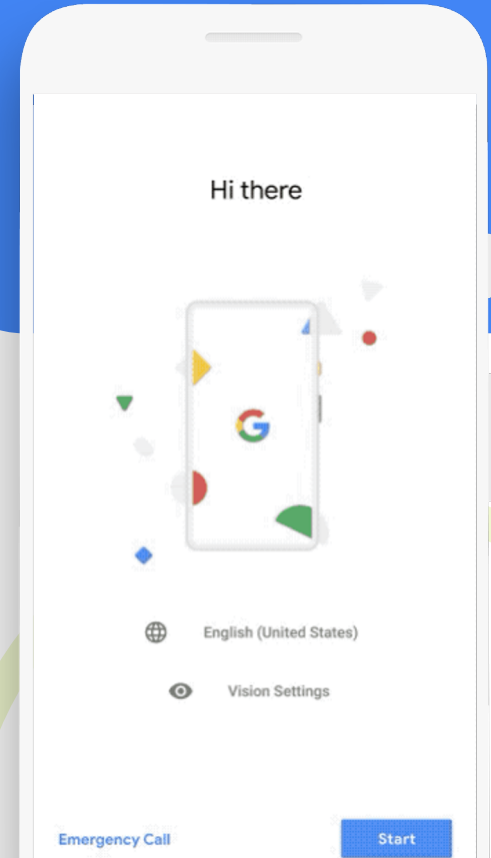 Hi there
English (United States)
Vision Settings
Emergency Call
Start